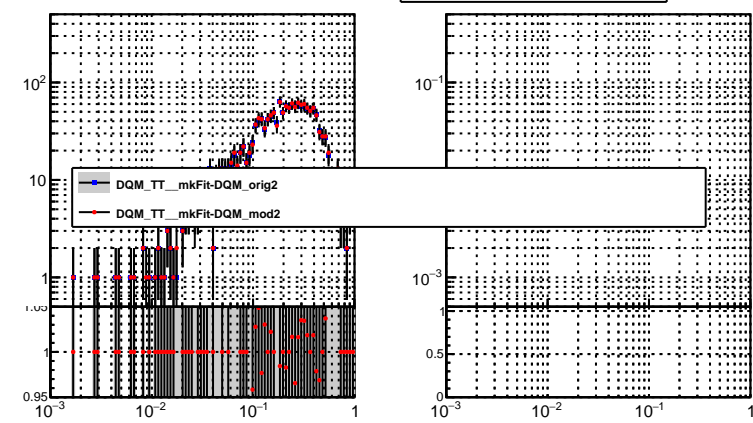 10² 10⁻¹
DQM_TT__mkFit-DQM_orig2
10
DQM_TT__mkFit-DQM_mod2
1 10⁻³
1.05 1
1 0.5
0.95 0
10⁻³ 10⁻² 10⁻¹ 1 10⁻³ 10⁻² 10⁻¹ 1